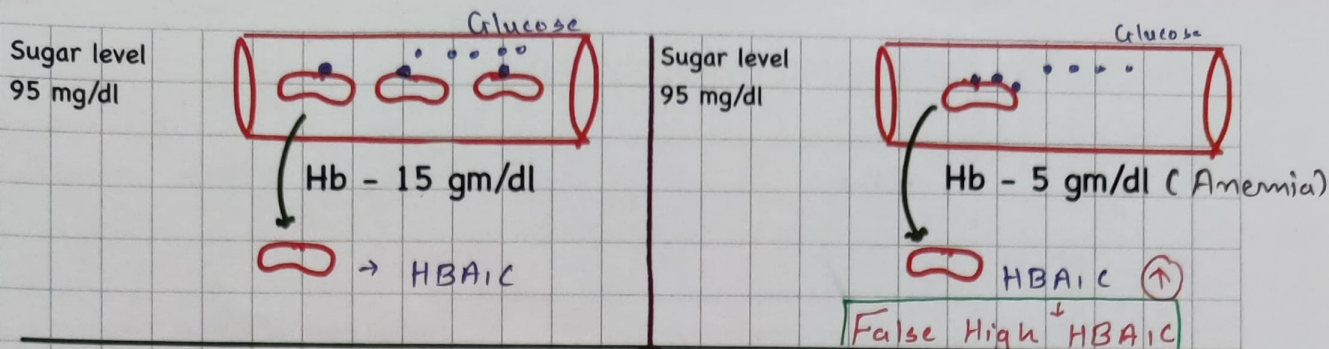 Glucose
Sugar level
95 mg/dl
Hb - 15 gm/dl
→ HBA1C
Glucose
Sugar level
95 mg/dl
Hb - 5 gm/dl (Anemia)
HBA1C ↑
False High ↓ HBA1C